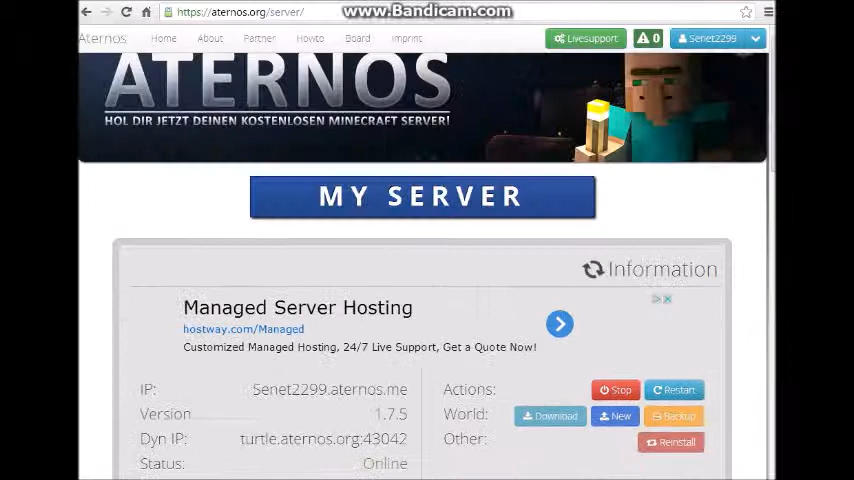 https://aternos.org/server/
www.Bandicam.com
Aternos Home About Partner Howto Board Imprint Livesupport 0 Senet2299
ATERNOS
HOL DIR JETZT DEINEN KOSTENLOSEN MINECRAFT SERVER!
MY SERVER
Information
Managed Server Hosting
hostway.com/Managed
Customized Managed Hosting, 24/7 Live Support, Get a Quote Now!
IP: Senet2299.aternos.me
Version 1.7.5
Dyn IP: turtle.aternos.org:43042
Status: Online
Actions: Stop Restart
World: Download New Backup
Other: Reinstall